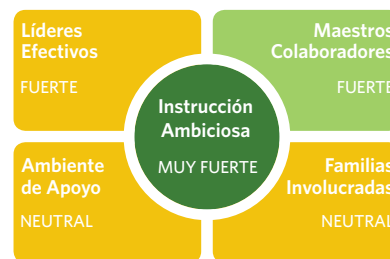 Líderes
Efectivos
FUERTE
Maestros
Colaboradores
FUERTE
Instrucción
Ambiciosa
MUY FUERTE
Ambiente
de Apoyo
NEUTRAL
Familias
Involucradas
NEUTRAL